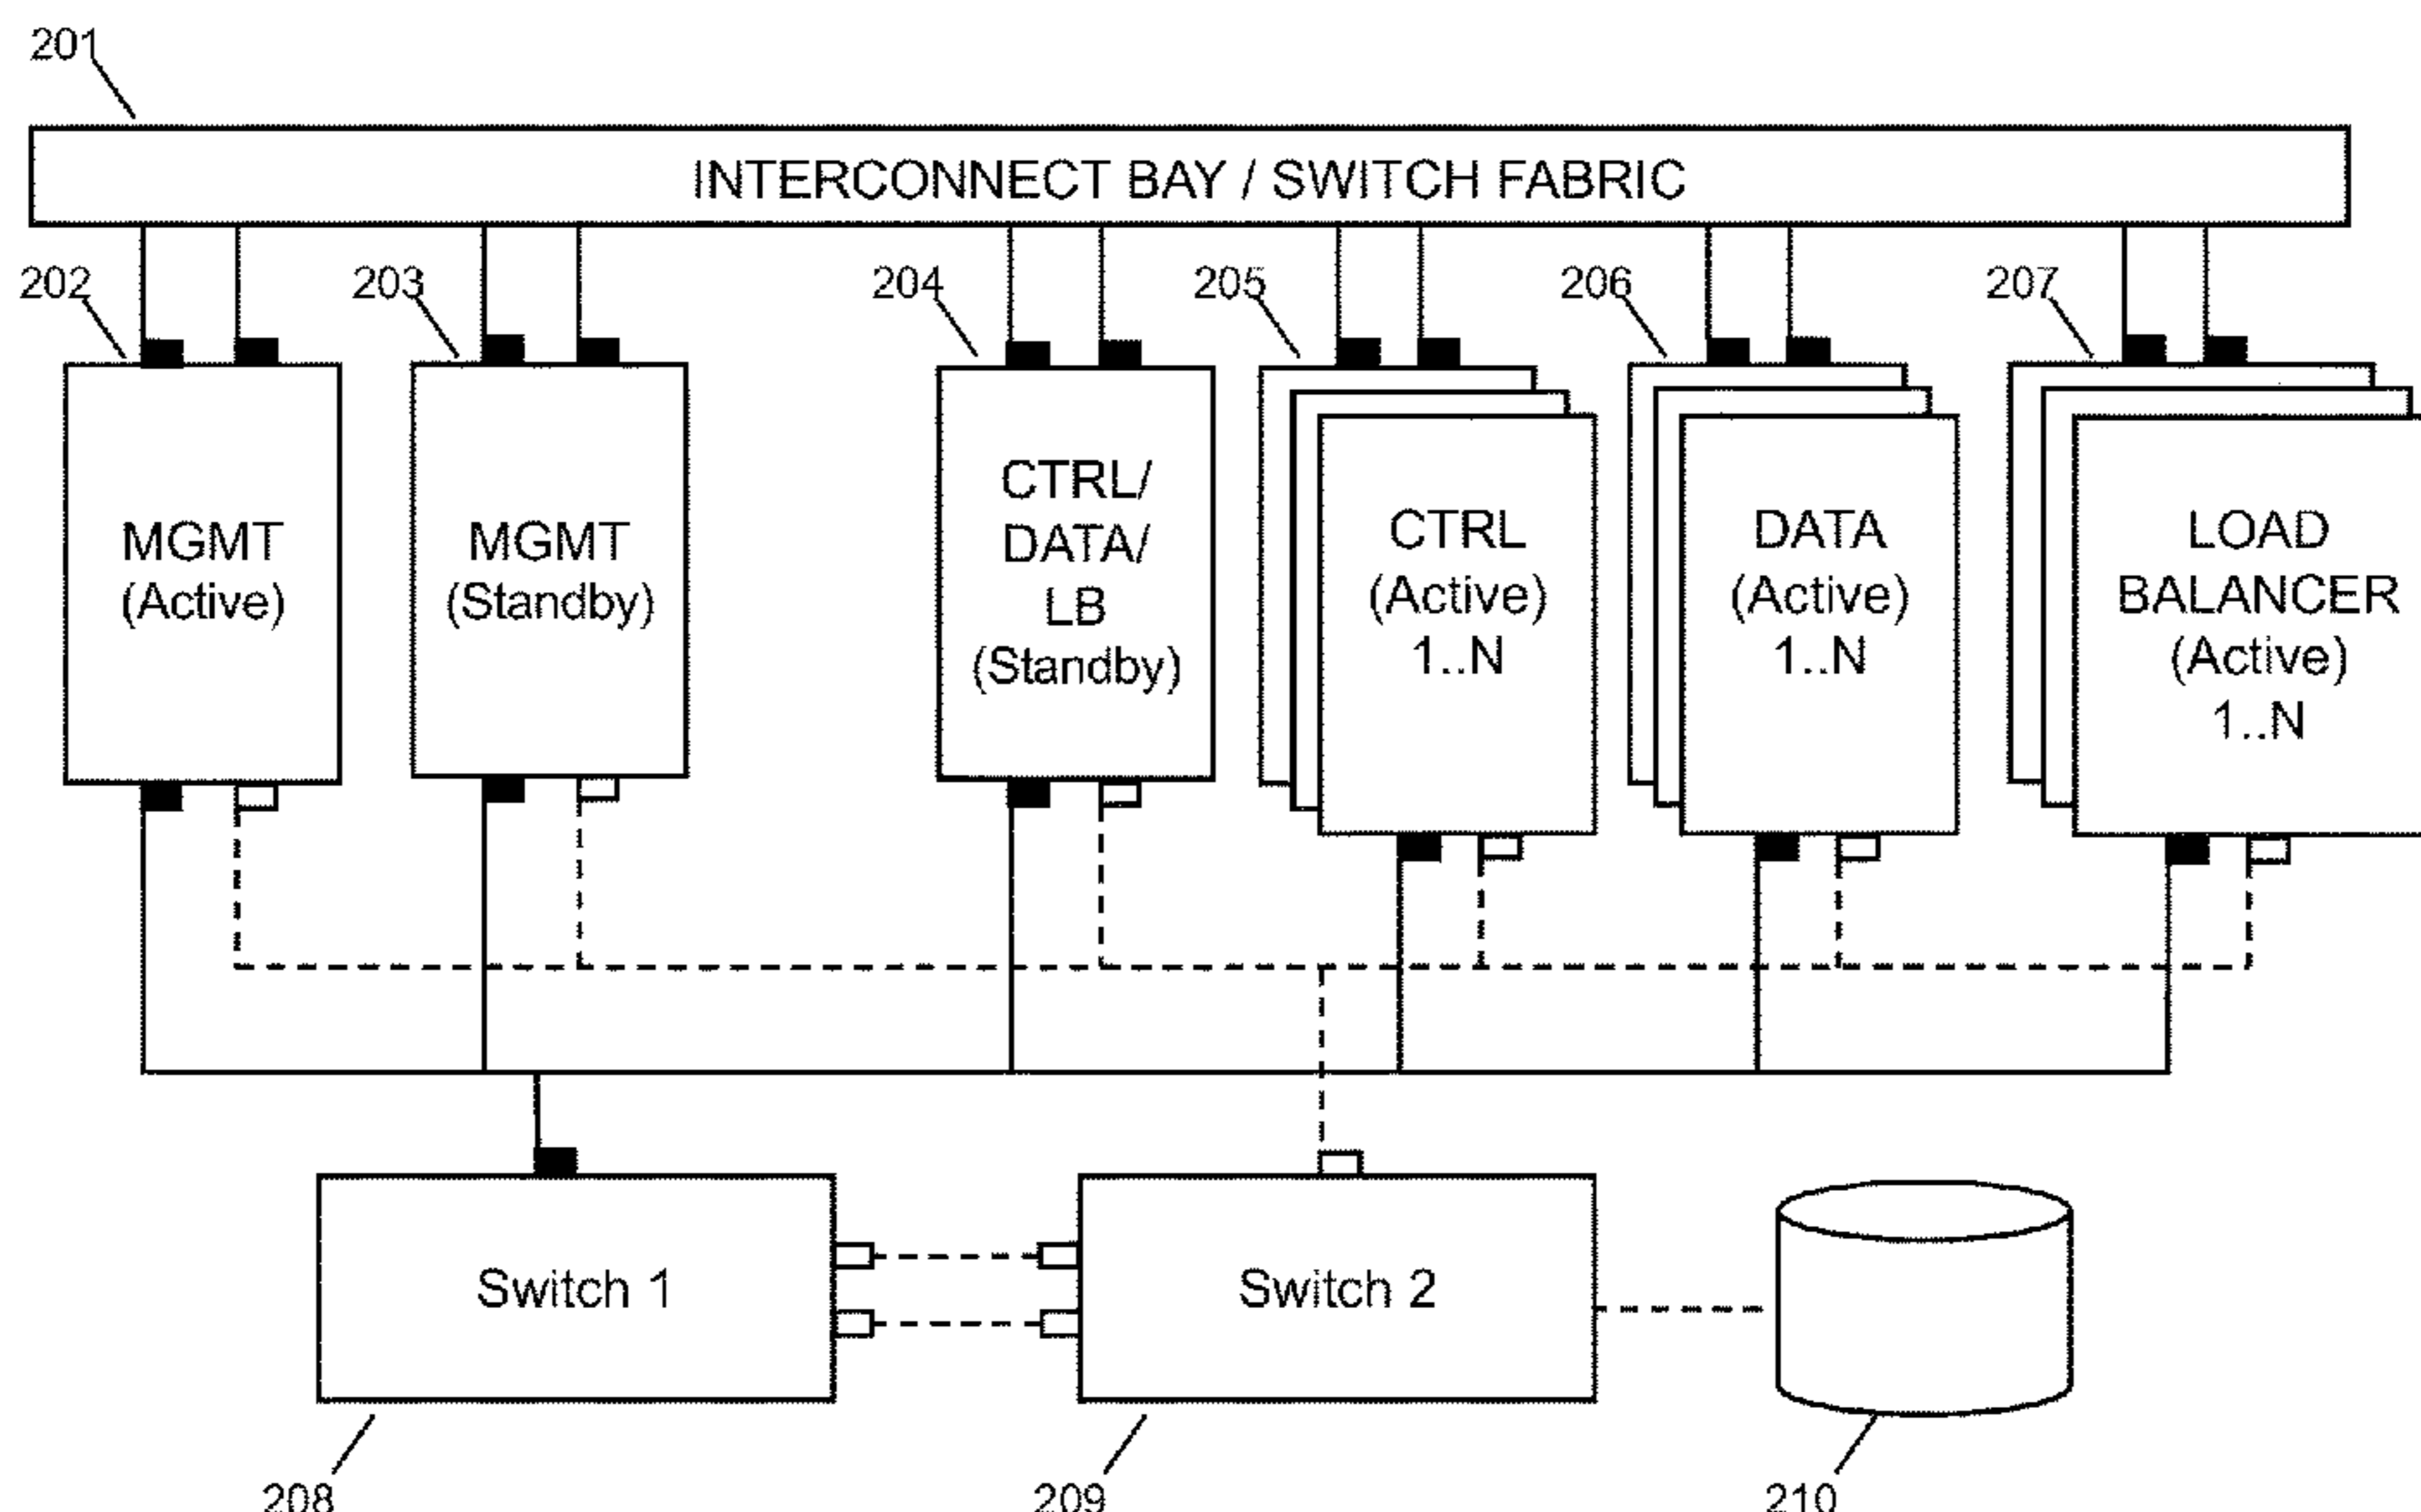 201
INTERCONNECT BAY / SWITCH FABRIC
202
203
204
205
206
207
MGMT
(Active)
MGMT
(Standby)
CTRL/
DATA/
LB
(Standby)
CTRL
(Active)
1..N
DATA
(Active)
1..N
LOAD
BALANCER
(Active)
1..N
Switch 1
Switch 2
208
209
210